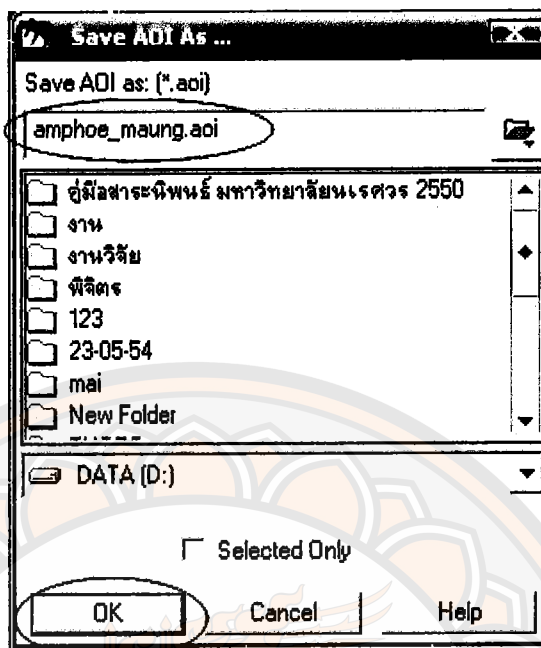 Save AOI As ...
Save AOI as: (*.aoi)
amphoe_maung.aoi
คู่มือสาระนิพนธ์ มหาวิทยาลัยนเรศวร 2550
งาน
งานวิจัย
พิจิตร
123
23-05-54
mai
New Folder
DATA (D:)
Selected Only
OK Cancel Help